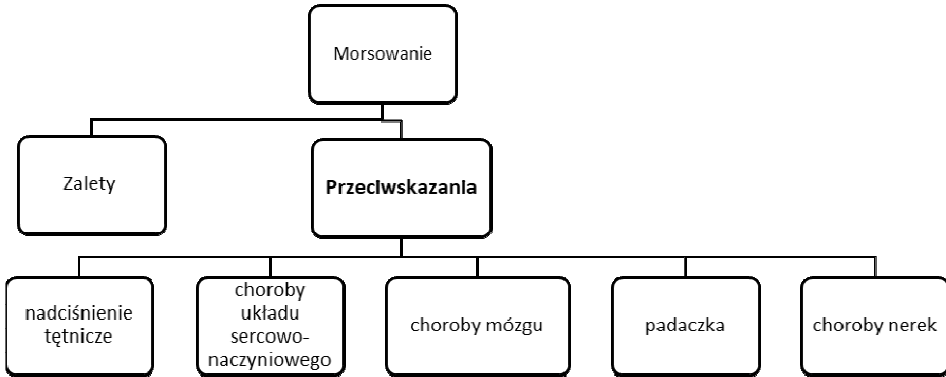 Morsowanie
Zalety
Przeciwskazania
nadciśnienie
tętnicze
choroby
układu
sercowo-
naczyniowego
choroby mózgu
padaczka
choroby nerek